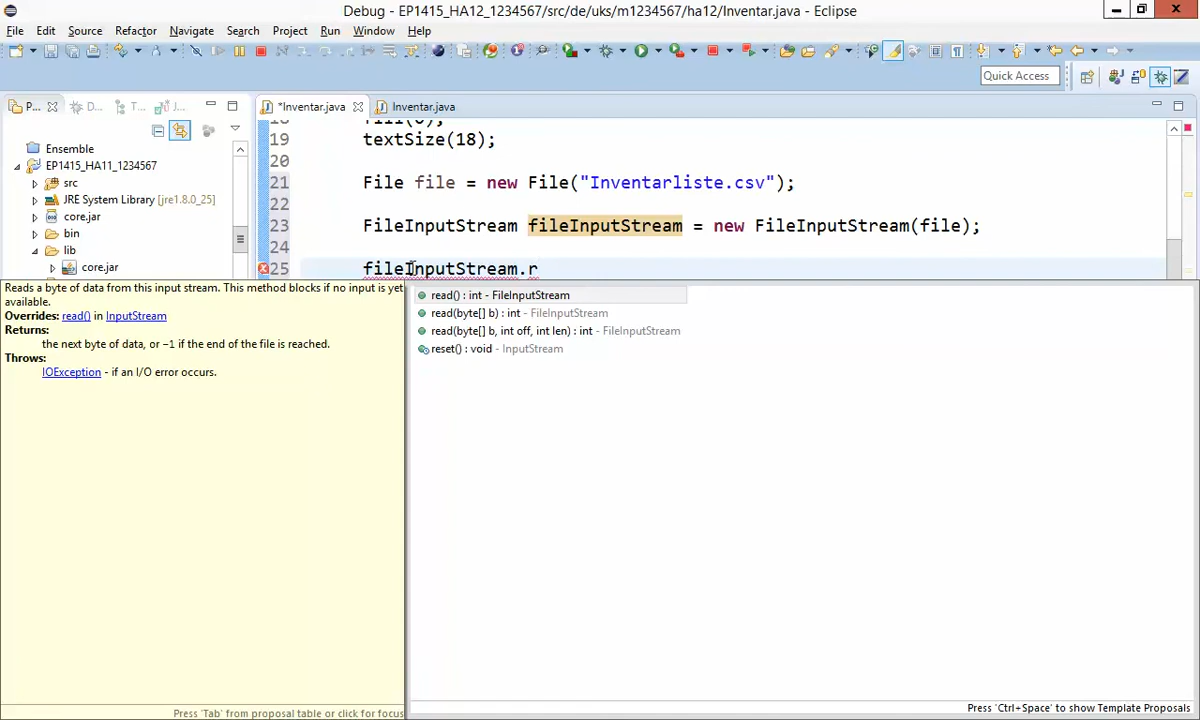 Debug - EP1415_HA12_1234567/src/de/uks/m1234567/ha12/Inventar.java - Eclipse
File Edit Source Refactor Navigate Search Project Run Window Help
Quick Access
P... D... T... J...
*Inventar.java Inventar.java
Ensemble
EP1415_HA11_1234567
src
JRE System Library [jre1.8.0_25]
core.jar
bin
lib
core.jar
19 textSize(18);
20
21 File file = new File("Inventarliste.csv");
22
23 FileInputStream fileInputStream = new FileInputStream(file);
24
25 fileInputStream.r
Reads a byte of data from this input stream. This method blocks if no input is yet
available.
Overrides: read() in InputStream
Returns:
the next byte of data, or −1 if the end of the file is reached.
Throws:
IOException - if an I/O error occurs.
Press 'Tab' from proposal table or click for focus
read() : int - FileInputStream
read(byte[] b) : int - FileInputStream
read(byte[] b, int off, int len) : int - FileInputStream
reset() : void - InputStream
Press 'Ctrl+Space' to show Template Proposals